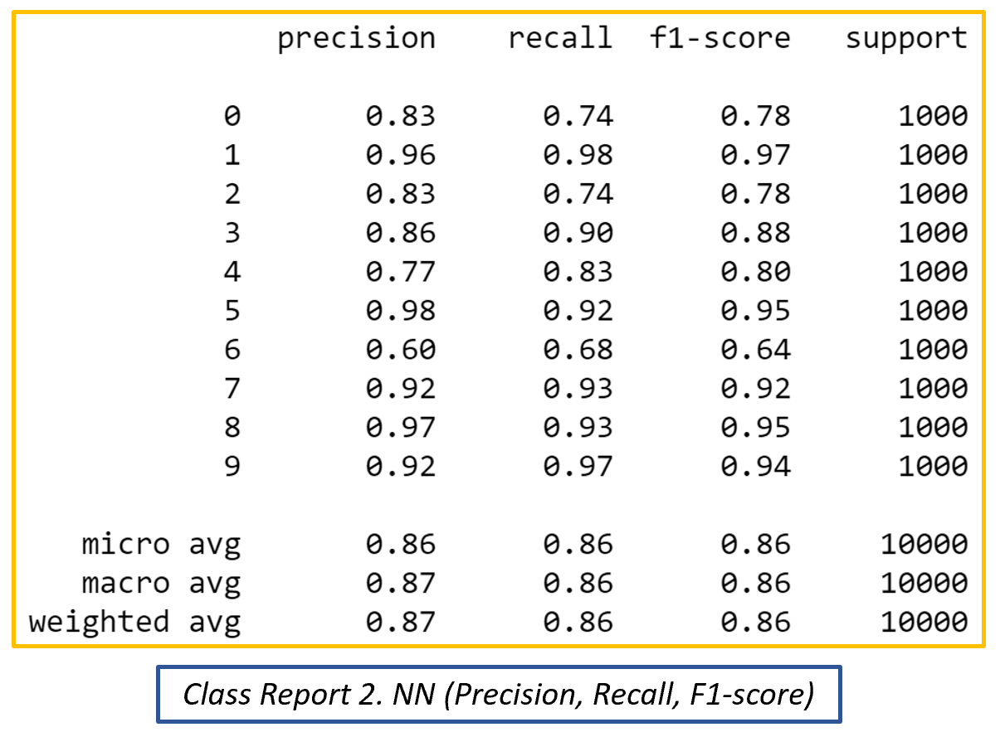 precision recall f1-score support
0 0.83 0.74 0.78 1000
1 0.96 0.98 0.97 1000
2 0.83 0.74 0.78 1000
3 0.86 0.90 0.88 1000
4 0.77 0.83 0.80 1000
5 0.98 0.92 0.95 1000
6 0.60 0.68 0.64 1000
7 0.92 0.93 0.92 1000
8 0.97 0.93 0.95 1000
9 0.92 0.97 0.94 1000
micro avg 0.86 0.86 0.86 10000
macro avg 0.87 0.86 0.86 10000
weighted avg 0.87 0.86 0.86 10000
Class Report 2. NN (Precision, Recall, F1-score)